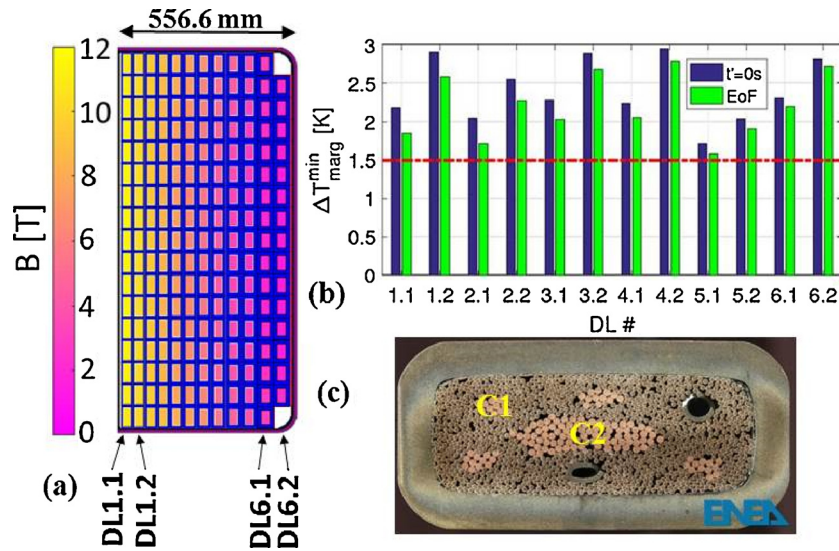 556.6 mm
B [T]
12
10
8
6
4
2
0
DL1.1
DL1.2
DL6.1
DL6.2
(a)
ΔT min marg [K]
3
2.5
2
1.5
1
0.5
0
t'=0s
EoF
1.1 1.2 2.1 2.2 3.1 3.2 4.1 4.2 5.1 5.2 6.1 6.2
DL #
(b)
(c)
C1
C2
ENEA